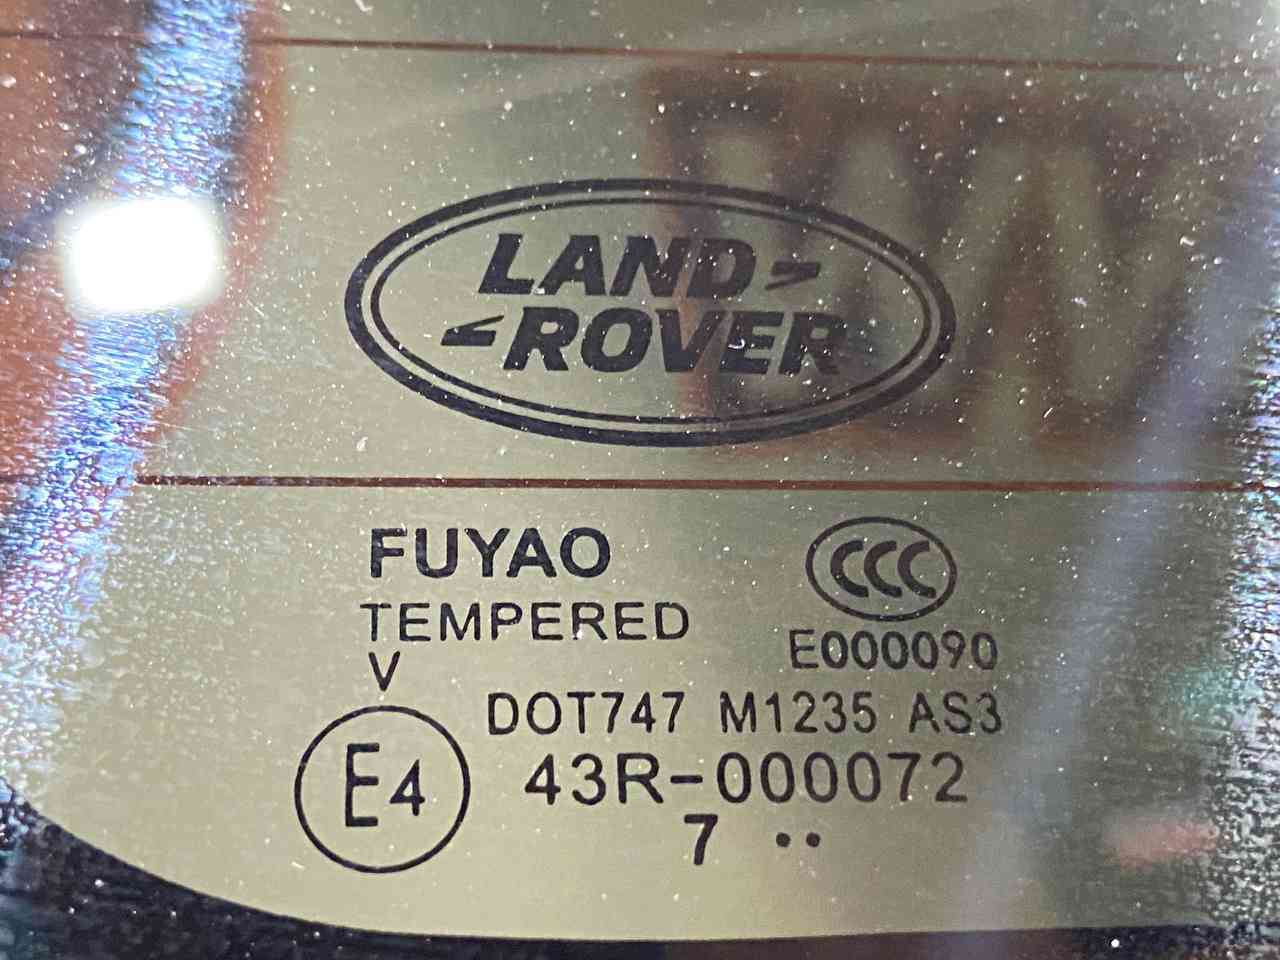 LAND
ROVER
FUYAO
CCC
TEMPERED
E000090
V
DOT747 M1235 AS3
E4
43R-000072
7 ••